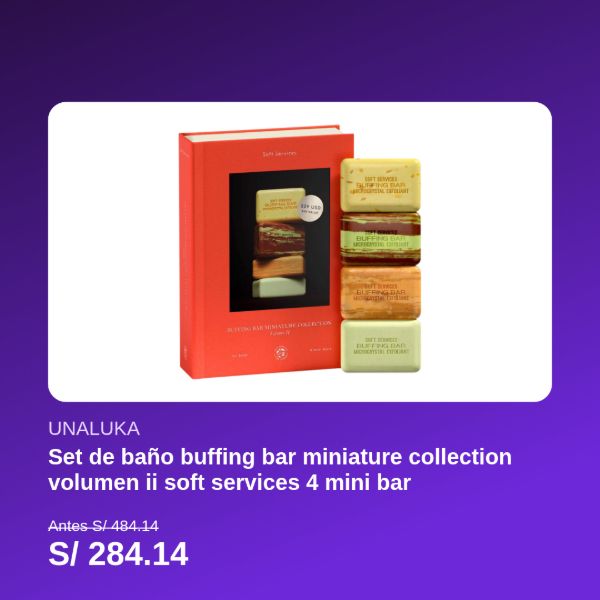 Soft Services
BUFFING BAR MINIATURE COLLECTION
Volume II
SOFT SERVICES
BUFFING BAR
MICROCRYSTAL EXFOLIANT
SOFT SERVICES
BUFFING BAR
MICROCRYSTAL EXFOLIANT
SOFT SERVICES
BUFFING BAR
MICROCRYSTAL EXFOLIANT
SOFT SERVICES
BUFFING BAR
MICROCRYSTAL EXFOLIANT
UNALUKA
Set de baño buffing bar miniature collection
volumen ii soft services 4 mini bar
Antes S/ 484.14
S/ 284.14